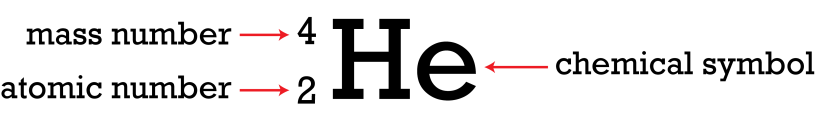 mass number 4
atomic number 2
He
chemical symbol